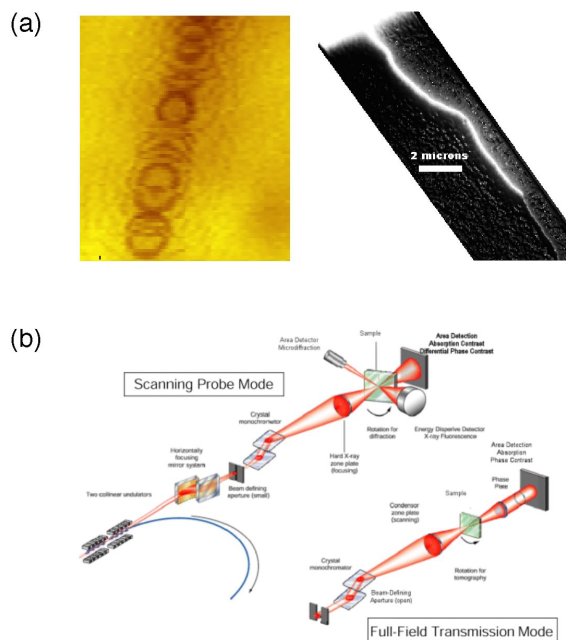 (a)
2 microns
(b)
Scanning Probe Mode
Area Detector
Microdiffraction
Sample
Area Detection
Absorption Contrast
Differential Phase Contrast
Crystal
monochromator
Rotation for
diffraction
Energy Disperive Detector
X-ray Fluorescence
Horizontally
focusing
mirror system
Hard X-ray
zone plate
(focusing)
Beam defining
aperture (small)
Two collinear undulators
Area Detection
Absorption
Phase Contrast
Phase
Sample
Condensor
zone plate
(scanning)
Crystal
monochromator
Rotation for
tomography
Beam-Defining
Aperture (open)
Full-Field Transmission Mode